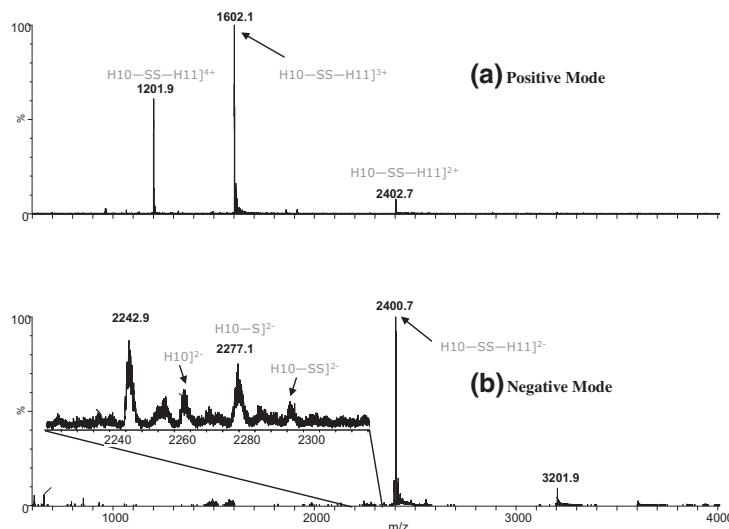 1602.1
100
H10—SS—H11]4+
H10—SS—H11]3+
(a) Positive Mode
1201.9
%
H10—SS—H11]2+
2402.7
0
100
2242.9
H10—S]2-
2277.1
H10]2-
H10—SS]2-
2400.7
H10—SS—H11]2-
(b) Negative Mode
%
2240
2260
2280
2300
3201.9
0
1000
2000
3000
4000
m/z